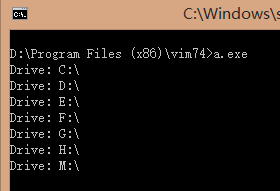 C:\Windows\s
D:\Program Files (x86)\vim74>a.exe
Drive: C:\
Drive: D:\
Drive: E:\
Drive: F:\
Drive: G:\
Drive: H:\
Drive: M:\